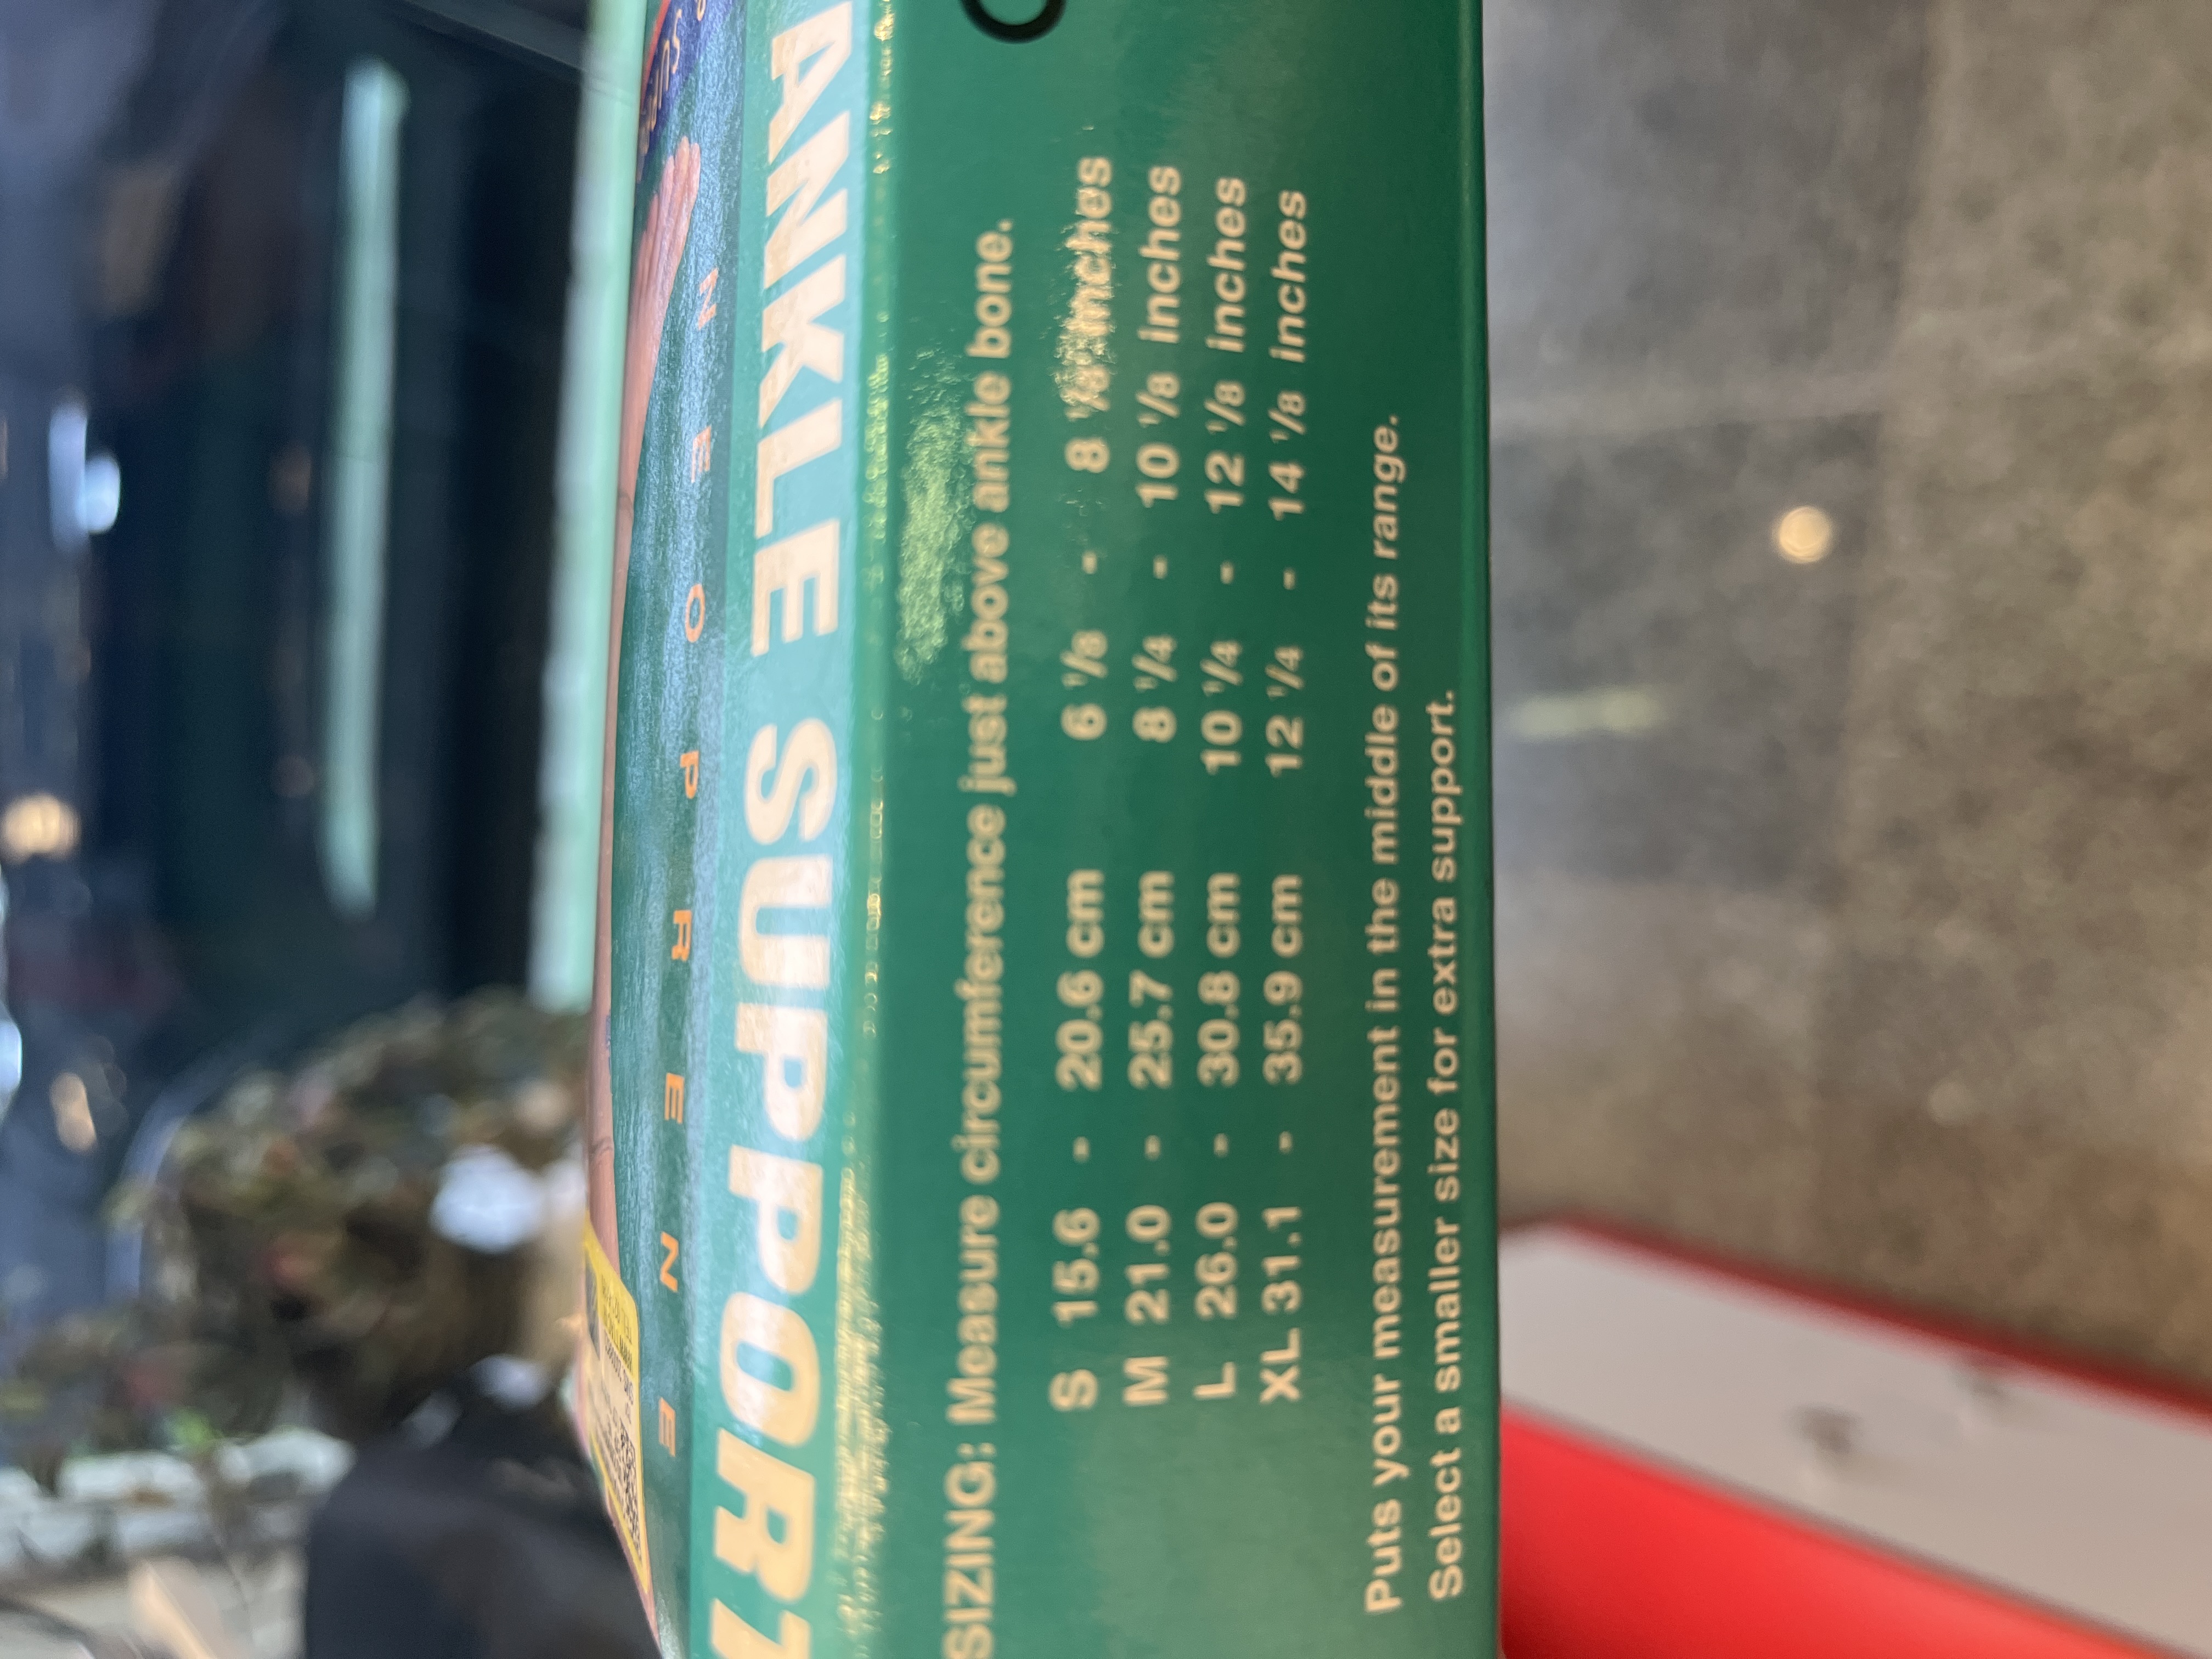 NEOPRENE
ANKLE SUPPORT
SIZING: Measure circumference just above ankle bone.
S 15.6 - 20.6 cm 6 1/8 - 8 1/8 inches
M 21.0 - 25.7 cm 8 1/4 - 10 1/8 inches
L 26.0 - 30.8 cm 10 1/4 - 12 1/8 inches
XL 31.1 - 35.9 cm 12 1/4 - 14 1/8 inches
Puts your measurement in the middle of its range.
Select a smaller size for extra support.